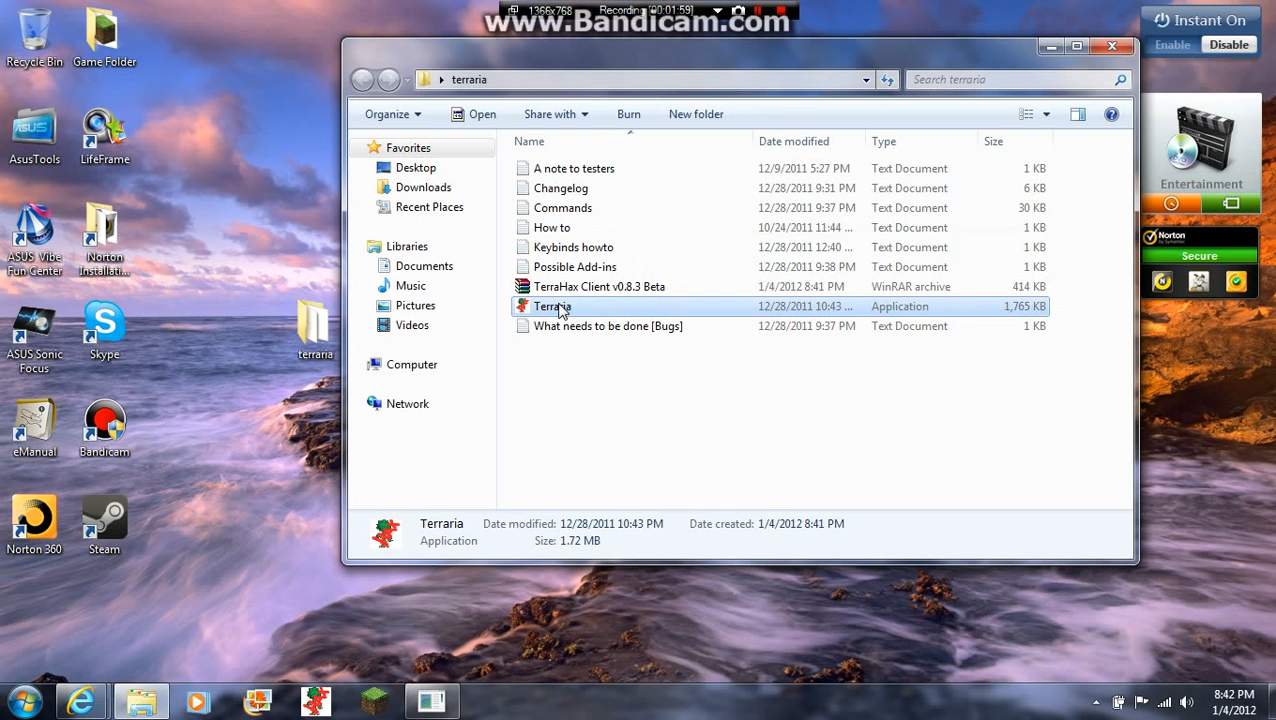 1366x768 Recording [00:01:59]
www.Bandicam.com
Instant On
Enable Disable
Recycle Bin
Game Folder
AsusTools
LifeFrame
ASUS Vibe Fun Center
Norton Installati...
ASUS Sonic Focus
Skype
terraria
eManual
Bandicam
Norton 360
Steam
terraria
Search terraria
Organize Open Share with Burn New folder
Favorites
Desktop
Downloads
Recent Places
Libraries
Documents
Music
Pictures
Videos
Computer
Network
Name Date modified Type Size
A note to testers 12/9/2011 5:27 PM Text Document 1 KB
Changelog 12/28/2011 9:31 PM Text Document 6 KB
Commands 12/28/2011 9:37 PM Text Document 30 KB
How to 10/24/2011 11:44 ... Text Document 1 KB
Keybinds howto 12/28/2011 12:40 ... Text Document 1 KB
Possible Add-ins 12/28/2011 9:38 PM Text Document 1 KB
TerraHax Client v0.8.3 Beta 1/4/2012 8:41 PM WinRAR archive 414 KB
Terraria 12/28/2011 10:43 ... Application 1,765 KB
What needs to be done [Bugs] 12/28/2011 9:37 PM Text Document 1 KB
Terraria Date modified: 12/28/2011 10:43 PM Date created: 1/4/2012 8:41 PM
Application Size: 1.72 MB
Entertainment
Norton
by Symantec
Secure
8:42 PM
1/4/2012